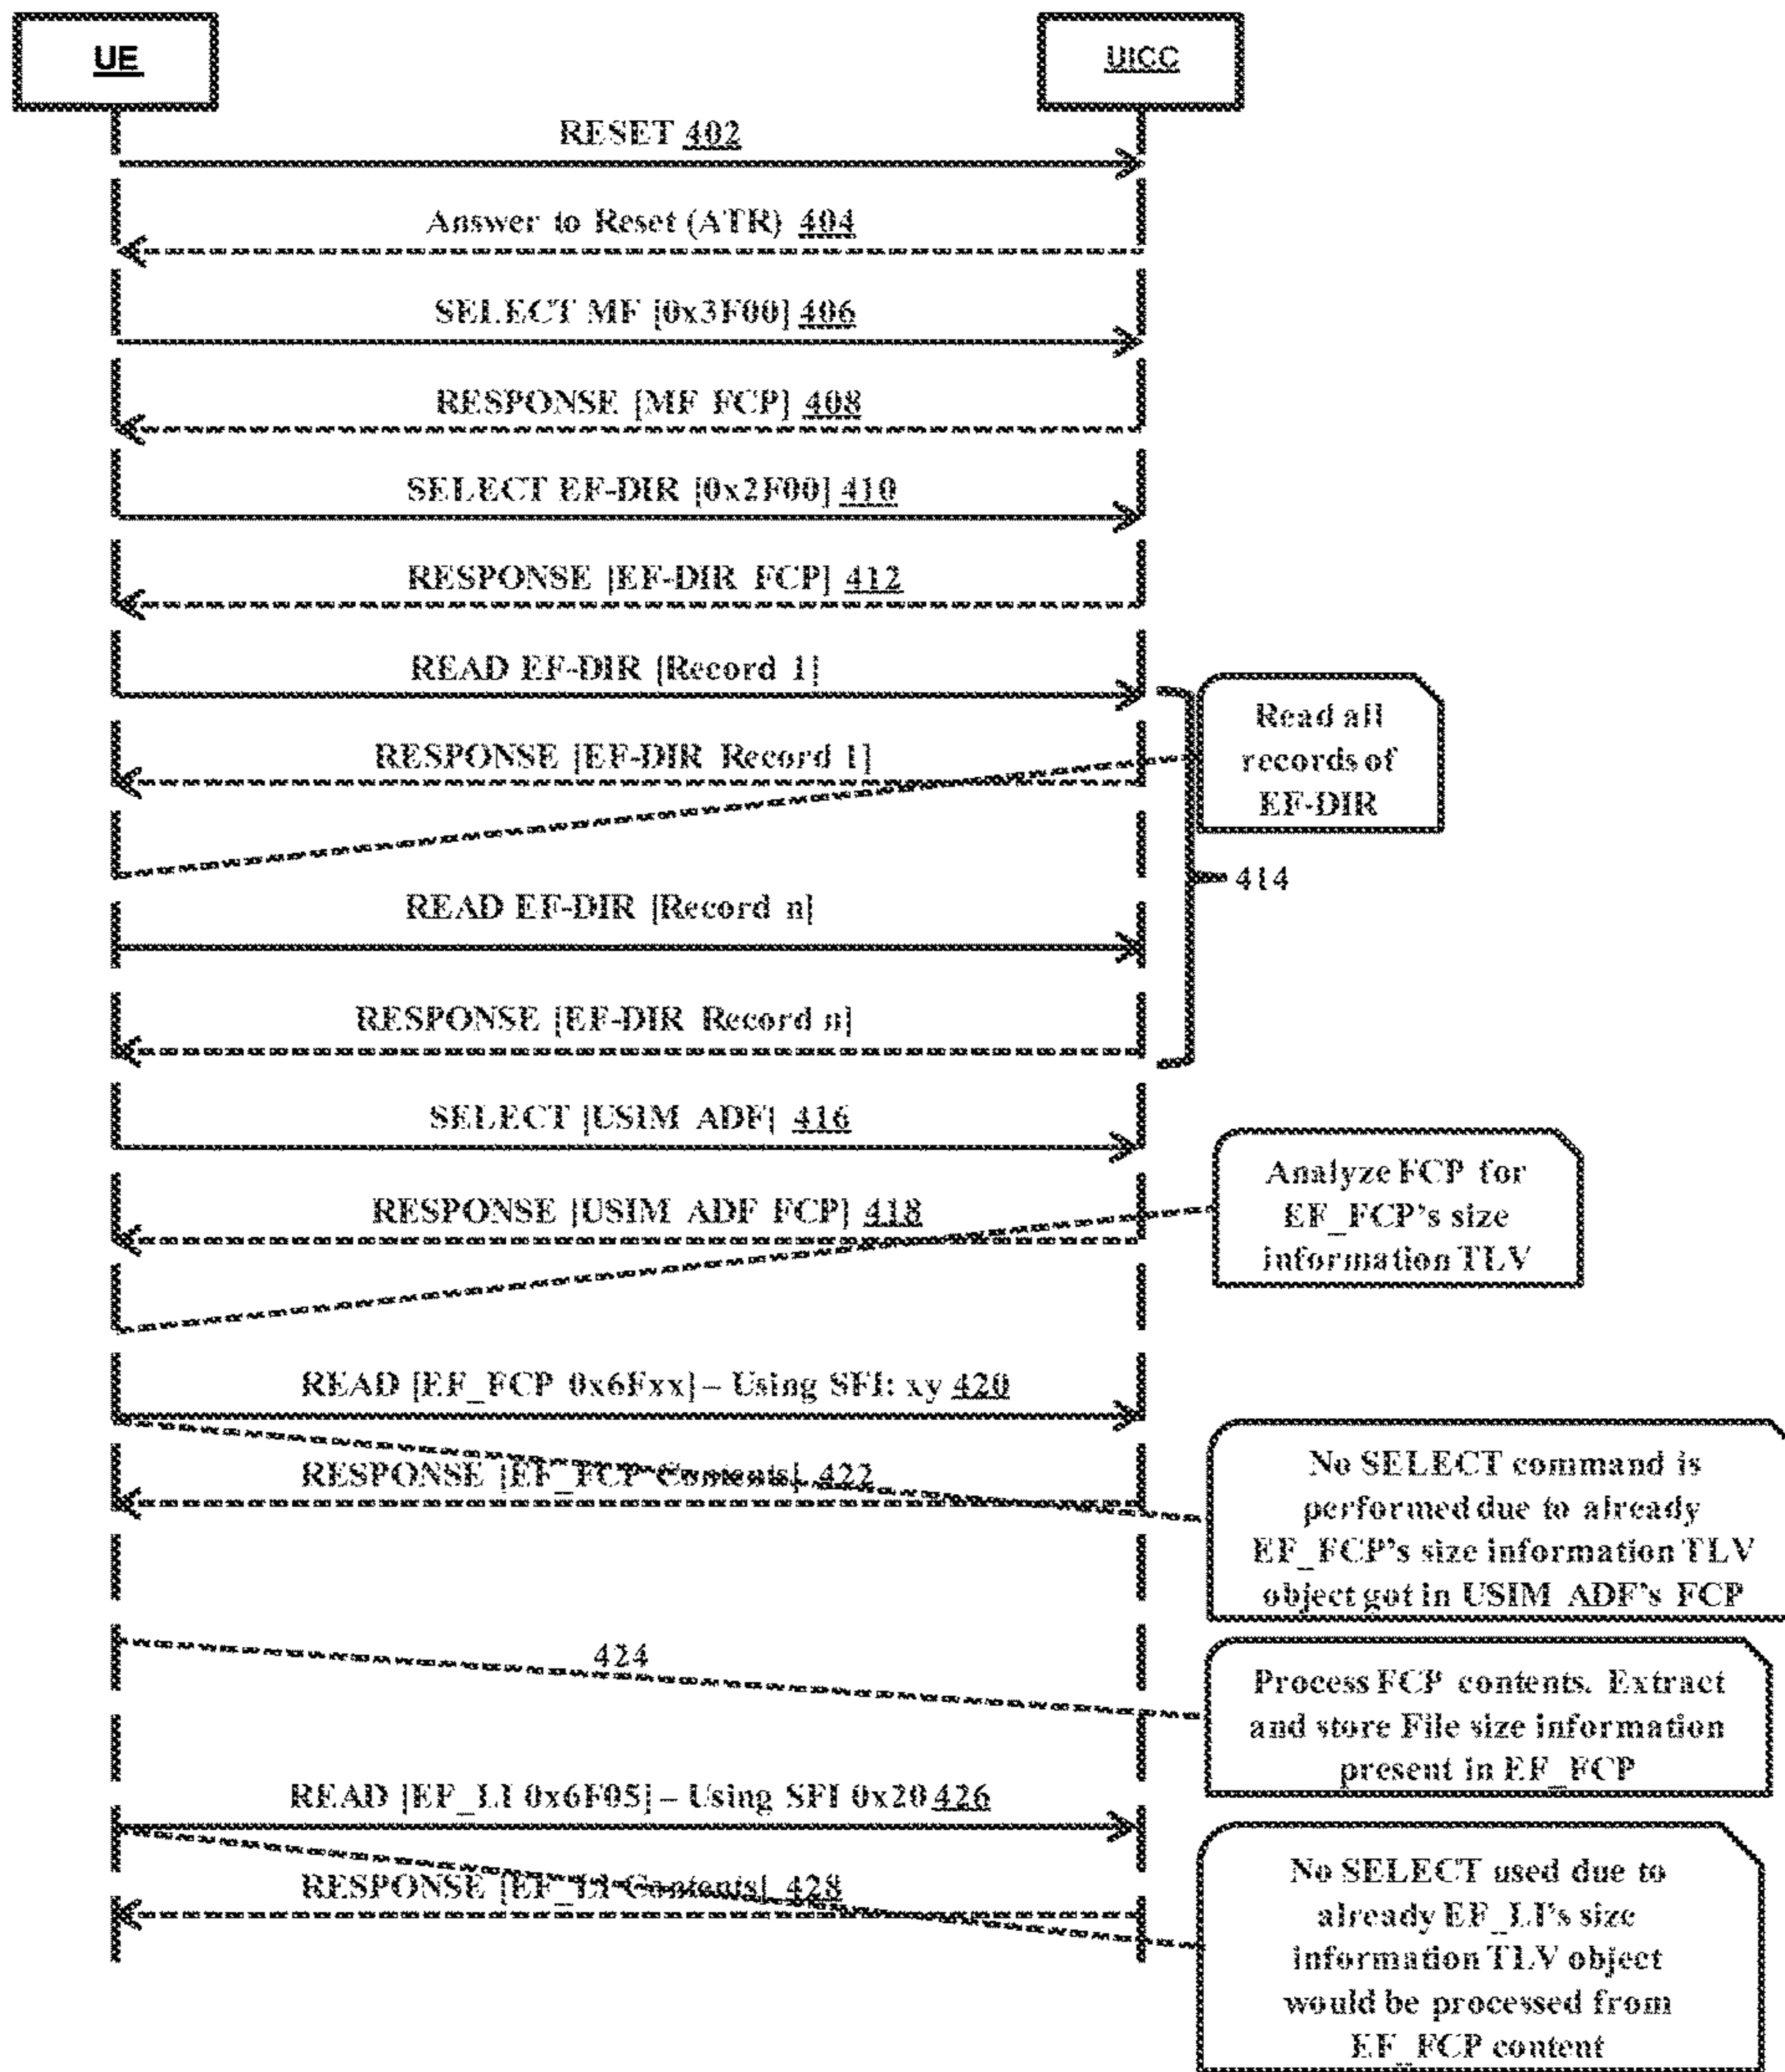 UE
UICC
RESET 402
Answer to Reset (ATR) 404
SELECT MF [0x3F00] 406
RESPONSE [MF FCP] 408
SELECT EF-DIR [0x2F00] 410
RESPONSE [EF-DIR FCP] 412
READ EF-DIR [Record 1]
Read all
records of
EF-DIR
RESPONSE [EF-DIR Record 1]
414
READ EF-DIR [Record n]
RESPONSE [EF-DIR Record n]
SELECT [USIM ADF] 416
Analyze FCP for
EF_FCP's size
information TLV
RESPONSE [USIM ADF FCP] 418
READ [EF_FCP 0x6Fxx] – Using SFI: xy 420
RESPONSE [EF_FCP Contents] 422
No SELECT command is
performed due to already
EF_FCP's size information TLV
object got in USIM ADF's FCP
424
Process FCP contents. Extract
and store File size information
present in EF_FCP
READ [EF_LI 0x6F05] – Using SFI 0x20 426
RESPONSE [EF_LI Contents] 428
No SELECT used due to
already EF_LI's size
information TLV object
would be processed from
EF_FCP content